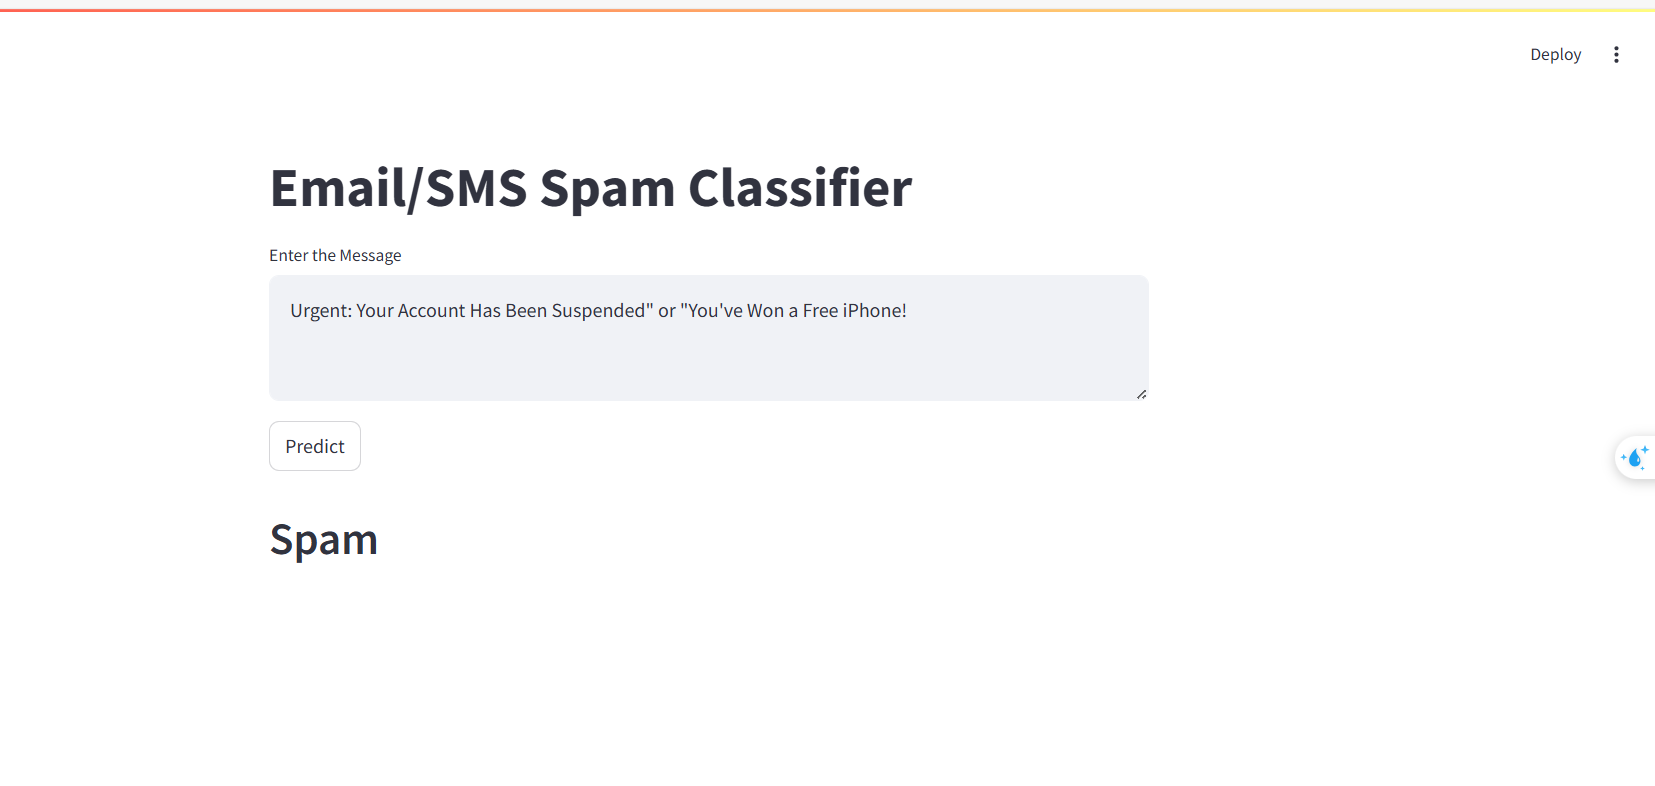 Deploy
Email/SMS Spam Classifier
Enter the Message
Urgent: Your Account Has Been Suspended" or "You've Won a Free iPhone!
Predict
Spam